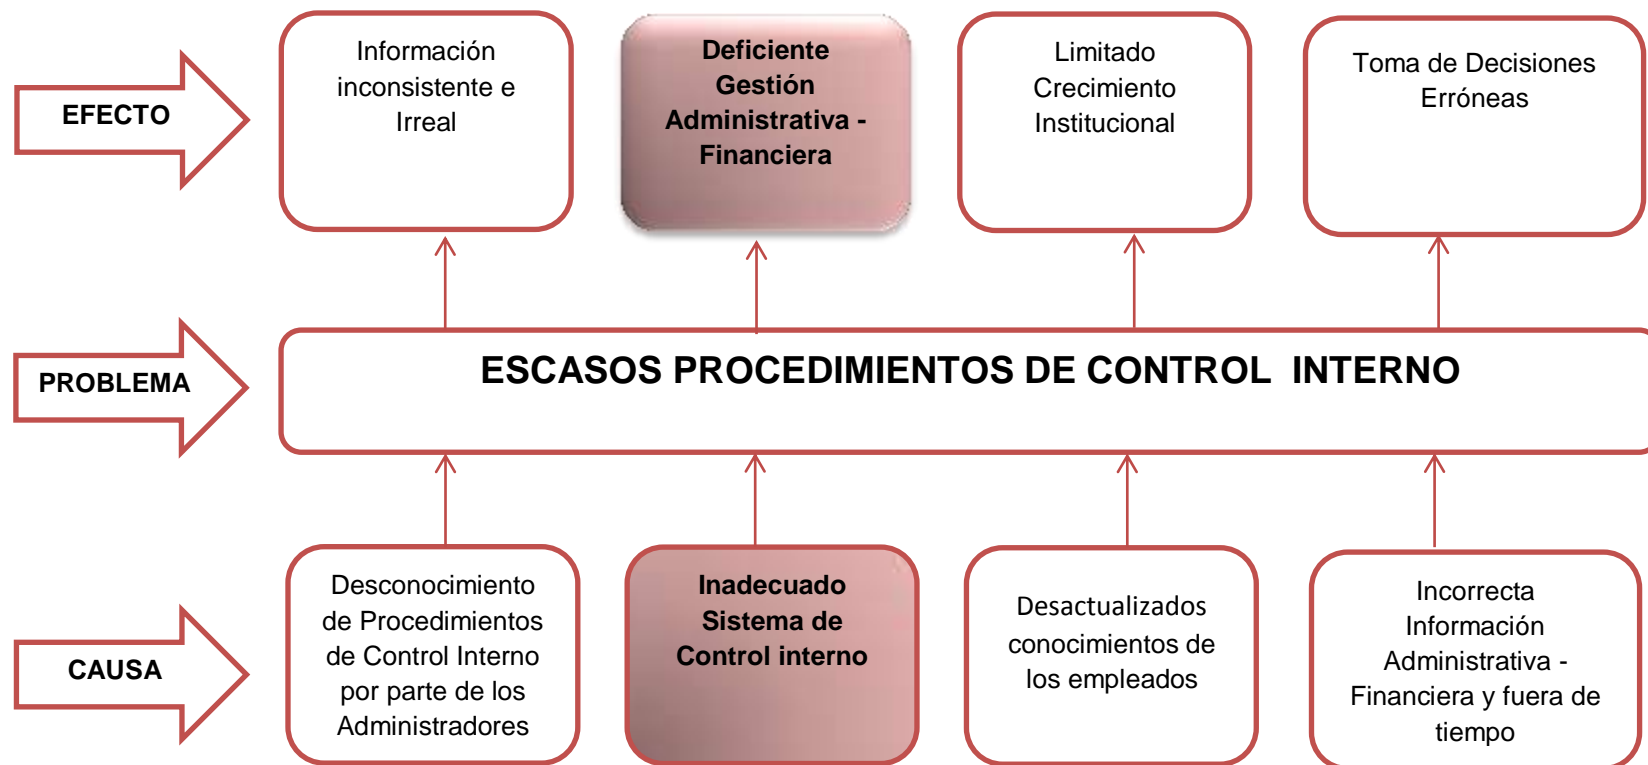 EFECTO
Información
inconsistente e
Irreal
Deficiente
Gestión
Administrativa -
Financiera
Limitado
Crecimiento
Institucional
Toma de Decisiones
Erróneas
PROBLEMA
ESCASOS PROCEDIMIENTOS DE CONTROL  INTERNO
CAUSA
Desconocimiento
de Procedimientos
de Control Interno
por parte de los
Administradores
Inadecuado
Sistema de
Control interno
Desactualizados
conocimientos de
los empleados
Incorrecta
Información
Administrativa -
Financiera y fuera de
tiempo